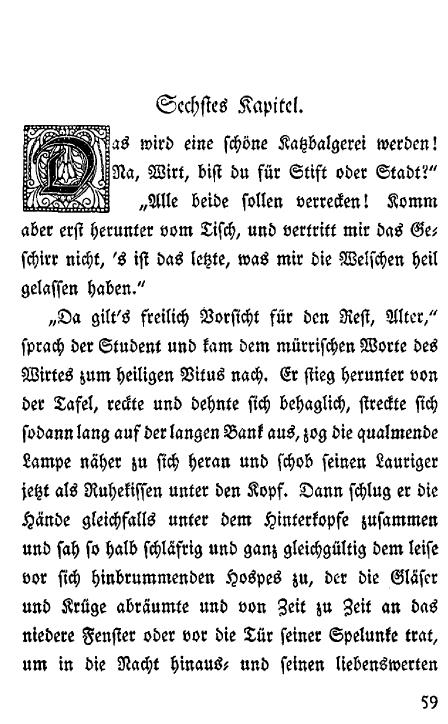 Sechstes Kapitel.
Das wird eine schöne Katzbalgerei werden!
Na, Wirt, bist du für Stift oder Stadt?“
„Alle beide sollen verrecken! Komm
aber erst herunter vom Tisch, und vertritt mir das Ge-
schirr nicht, 's ist das letzte, was mir die Welschen heil
gelassen haben.“
„Da gilt's freilich Vorsicht für den Rest, Alter,“
sprach der Student und kam dem mürrischen Worte des
Wirtes zum heiligen Vitus nach. Er stieg herunter von
der Tafel, reckte und dehnte sich behaglich, streckte sich
sodann lang auf der langen Bank aus, zog die qualmende
Lampe näher zu sich heran und schob seinen Lauriger
jetzt als Ruhekissen unter den Kopf. Dann schlug er die
Hände gleichfalls unter dem Hinterkopfe zusammen
und sah so halb schläfrig und ganz gleichgültig dem leise
vor sich hinbrummenden Hospes zu, der die Gläser
und Krüge abräumte und von Zeit zu Zeit an das
niedere Fenster oder vor die Tür seiner Spelunke trat,
um in die Nacht hinaus- und seinen liebenswerten
59